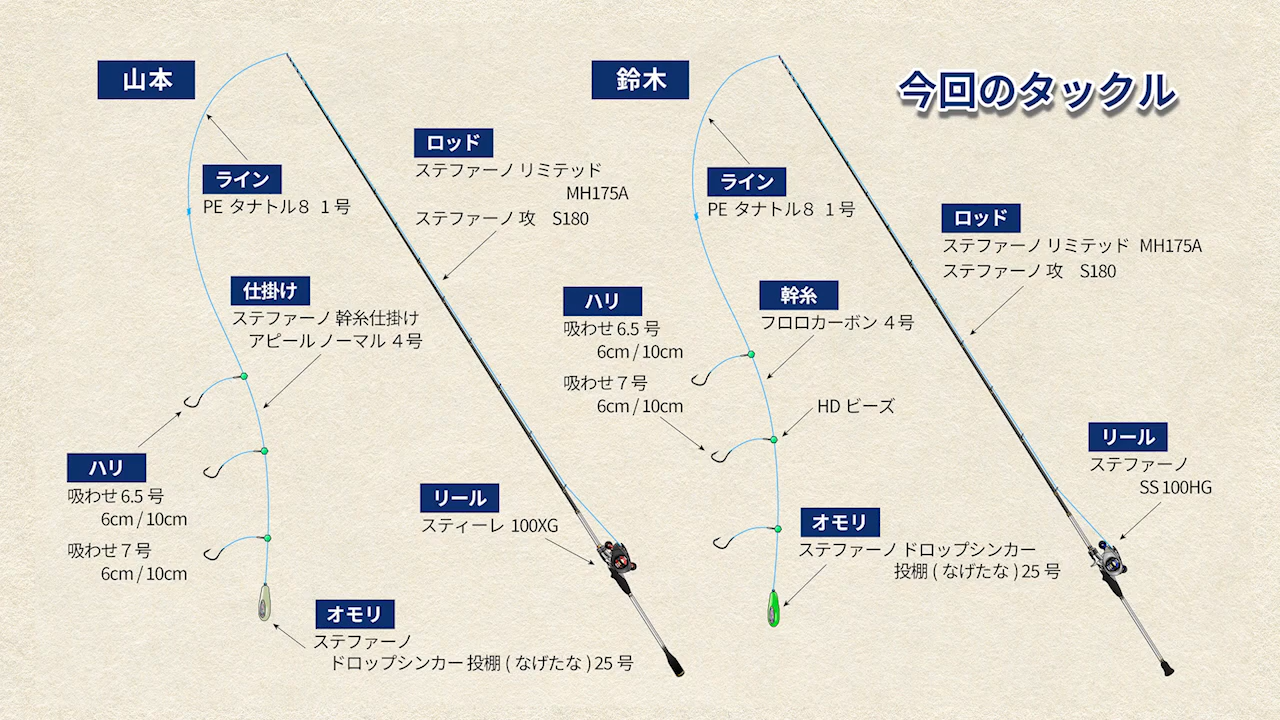 今回のタックル
山本
ライン
PE タナトル8 1号
ロッド
ステファーノ リミテッド
MH175A
ステファーノ 攻 S180
仕掛け
ステファーノ 幹糸仕掛け
アピール ノーマル 4号
ハリ
吸わせ 6.5 号
6cm / 10cm
吸わせ 7 号
6cm / 10cm
リール
スティーレ 100XG
オモリ
ステファーノ
ドロップシンカー 投棚 ( なげたな ) 25 号
鈴木
ライン
PE タナトル8 1号
ロッド
ステファーノ リミテッド MH175A
ステファーノ 攻 S180
ハリ
吸わせ 6.5 号
6cm / 10cm
吸わせ 7 号
6cm / 10cm
幹糸
フロロカーボン 4号
HD ビーズ
リール
ステファーノ
SS 100HG
オモリ
ステファーノ ドロップシンカー
投棚 ( なげたな ) 25 号